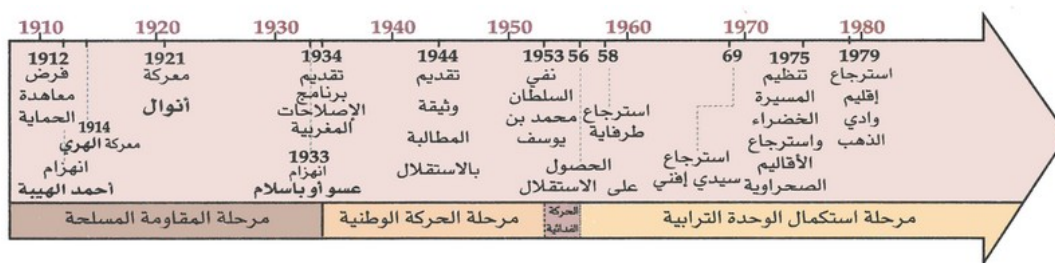 1910 1920 1930 1940 1950 1960 1970 1980
1912
فرض
معاهدة
الحماية
انهزام
أحمد الهيبة
1914
معركة الهري
1921
معركة
أنوال
1934
تقديم
برنامج
الإصلاحات
المغربية
1933
انهزام
عسو أو باسلام
1944
تقديم
وثيقة
المطالبة
بالاستقلال
1953
نفي
السلطان
محمد بن
يوسف
56
الحصول
على الاستقلال
58
استرجاع
طرفاية
69
استرجاع
سيدي إفني
1975
تنظيم
المسيرة
الخضراء
واسترجاع
الأقاليم
الصحراوية
1979
استرجاع
إقليم
وادي
الذهب
مرحلة المقاومة المسلحة
مرحلة الحركة الوطنية
الحركة
الفدائية
مرحلة استكمال الوحدة الترابية